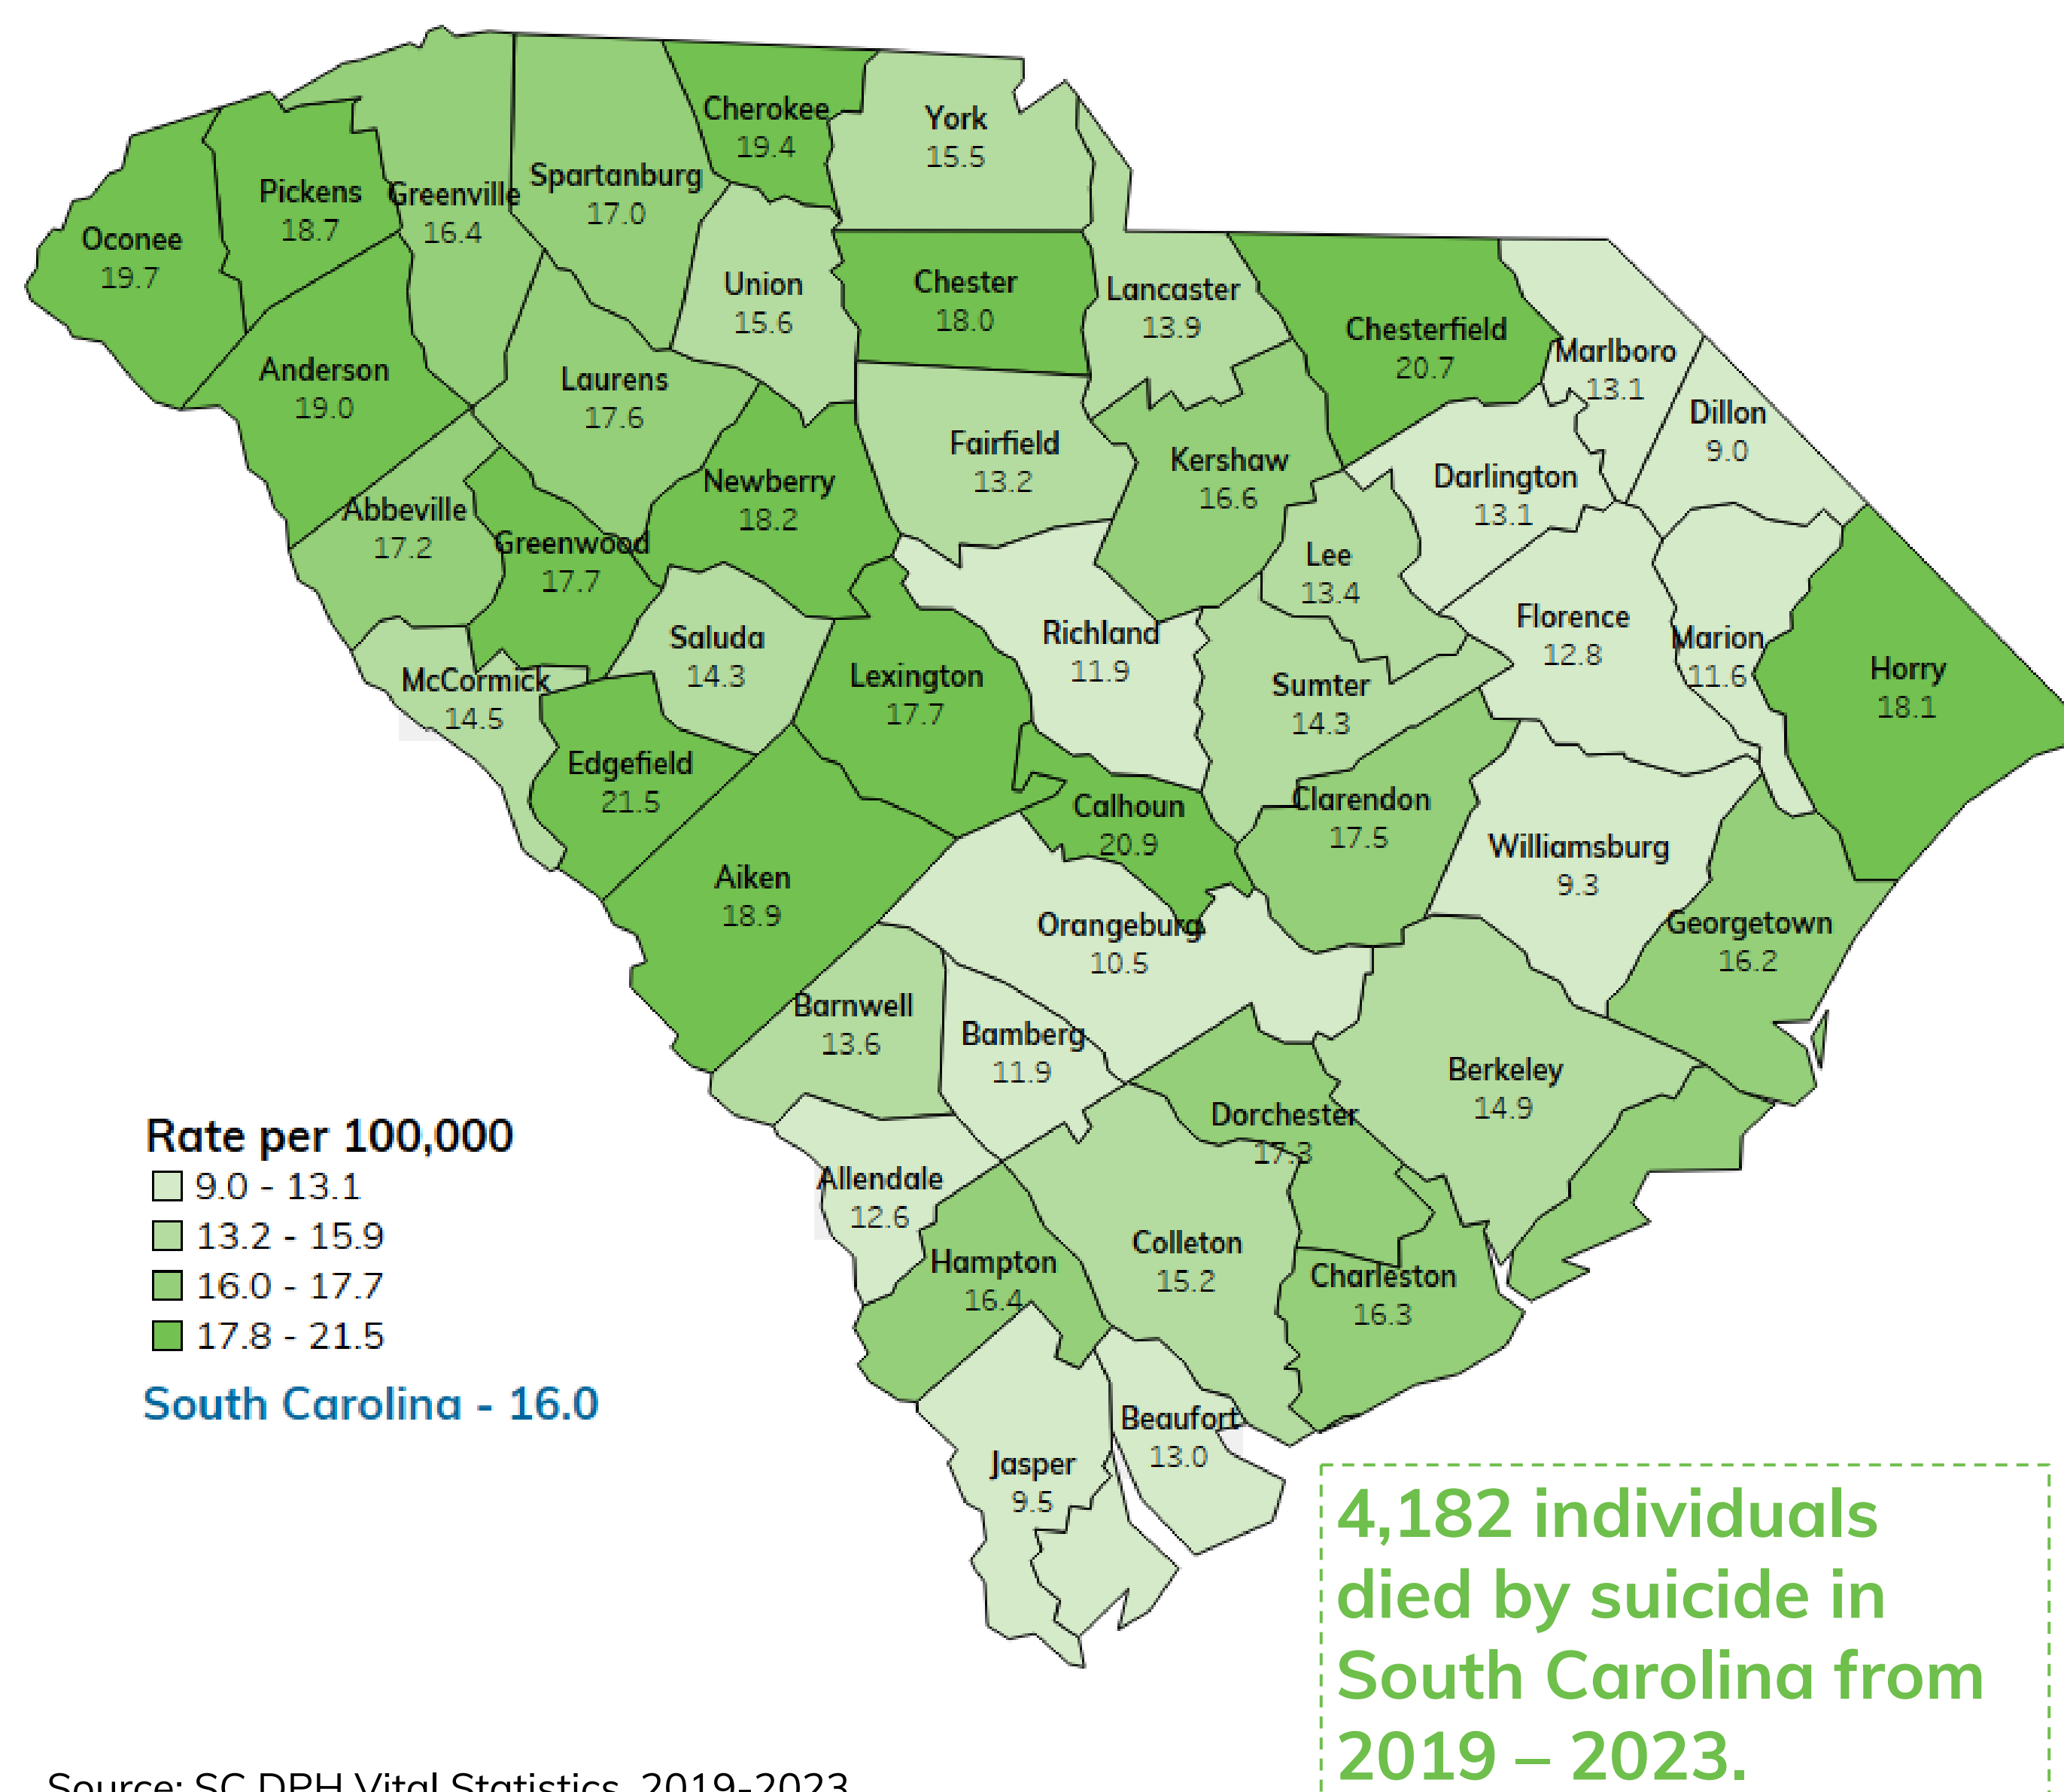 Cherokee
19.4
York
15.5
Spartanburg
17.0
Pickens
18.7
Greenville
16.4
Oconee
19.7
Union
15.6
Chester
18.0
Lancaster
13.9
Chesterfield
20.7
Marlboro
13.1
Anderson
19.0
Laurens
17.6
Dillon
9.0
Fairfield
13.2
Kershaw
16.6
Darlington
13.1
Newberry
18.2
Abbeville
17.2
Greenwood
17.7
Lee
13.4
Florence
12.8
Richland
11.9
Saluda
14.3
Marion
11.6
Horry
18.1
McCormick
14.5
Lexington
17.7
Sumter
14.3
Edgefield
21.5
Calhoun
20.9
Clarendon
17.5
Williamsburg
9.3
Aiken
18.9
Orangeburg
10.5
Georgetown
16.2
Barnwell
13.6
Bamberg
11.9
Berkeley
14.9
Dorchester
17.3
Allendale
12.6
Colleton
15.2
Hampton
16.4
Charleston
16.3
Beaufort
13.0
Jasper
9.5
Rate per 100,000
9.0 - 13.1
13.2 - 15.9
16.0 - 17.7
17.8 - 21.5
South Carolina - 16.0
4,182 individuals
died by suicide in
South Carolina from
2019 – 2023.
Source: SC DPH Vital Statistics, 2019-2023